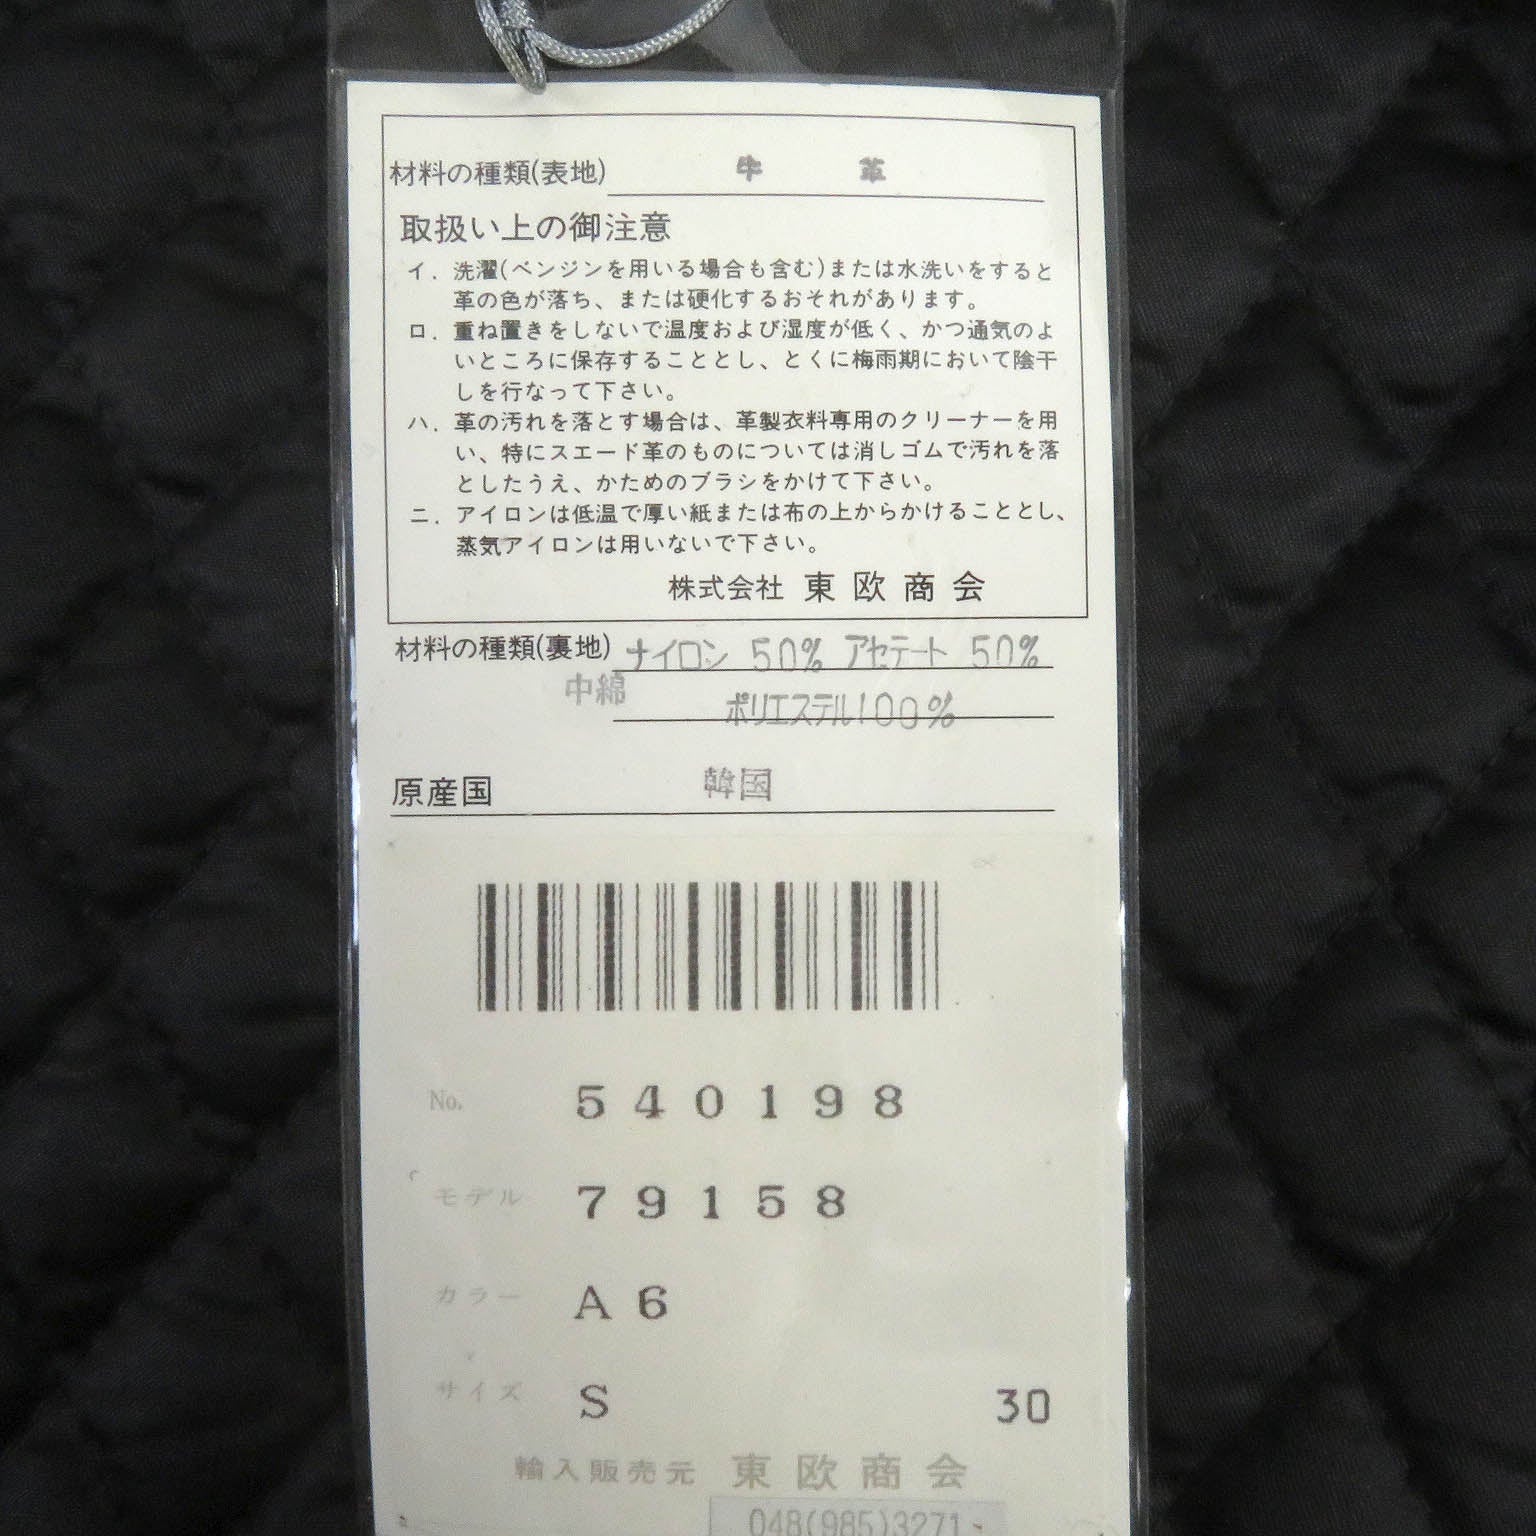 材料の種類(表地) 牛 革
取扱い上の御注意
イ．洗濯(ベンジンを用いる場合も含む)または水洗いをすると
革の色が落ち、または硬化するおそれがあります。
ロ．重ね置きをしないで温度および湿度が低く、かつ通気のよ
いところに保存することとし、とくに梅雨期において陰干
しを行なって下さい。
ハ．革の汚れを落とす場合は、革製衣料専用のクリーナーを用
い、特にスエード革のものについては消しゴムで汚れを落
としたうえ、かためのブラシをかけて下さい。
ニ．アイロンは低温で厚い紙または布の上からかけることとし、
蒸気アイロンは用いないで下さい。
株式会社 東欧商会
材料の種類(裏地) ナイロン 50% アセテート 50%
中綿 ポリエステル100%
原産国 韓国
No. 540198
モデル 79158
カラー A6
サイズ S 30
輸入販売元 東欧商会
048(985)3271